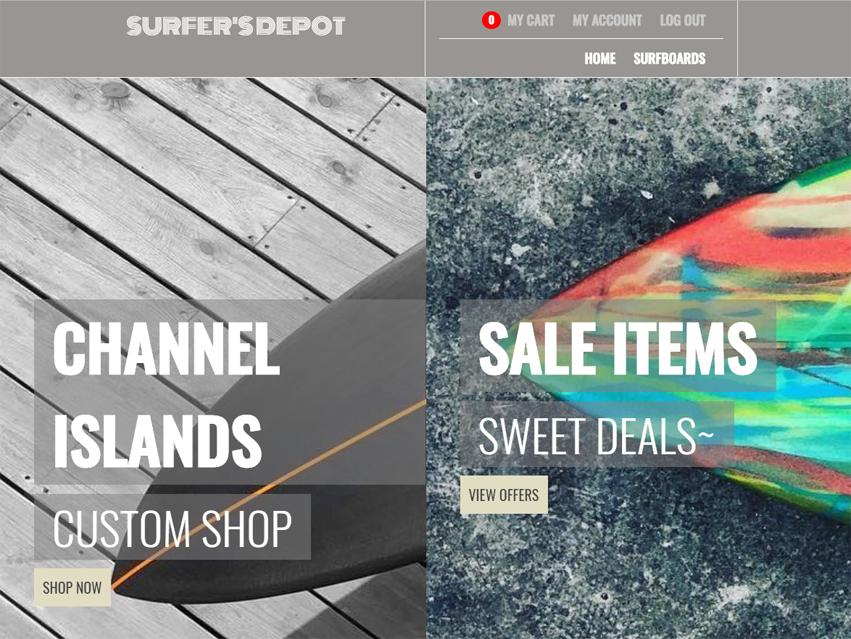 SURFER'S DEPOT
0 MY CART MY ACCOUNT LOG OUT
HOME SURFBOARDS
CHANNEL
ISLANDS
CUSTOM SHOP
SHOP NOW
SALE ITEMS
SWEET DEALS~
VIEW OFFERS